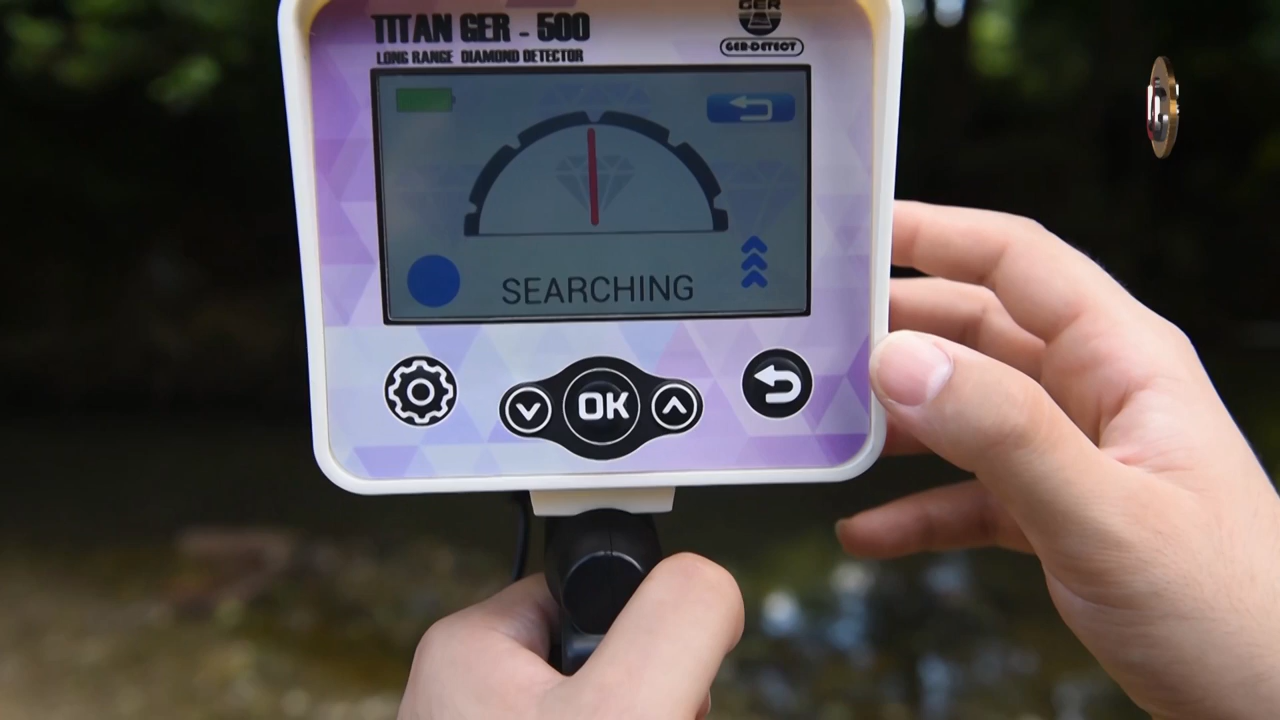 TITAN GER - 500
LONG RANGE DIAMOND DETECTOR
GER
GER-DETECT
SEARCHING
OK